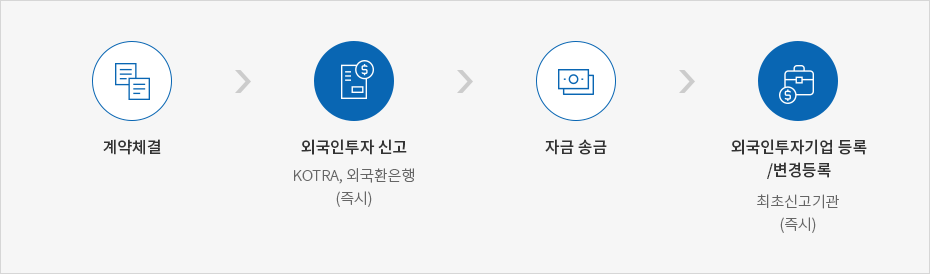 계약체결
외국인투자 신고
KOTRA, 외국환은행
(즉시)
자금 송금
외국인투자기업 등록
/변경등록
최초신고기관
(즉시)